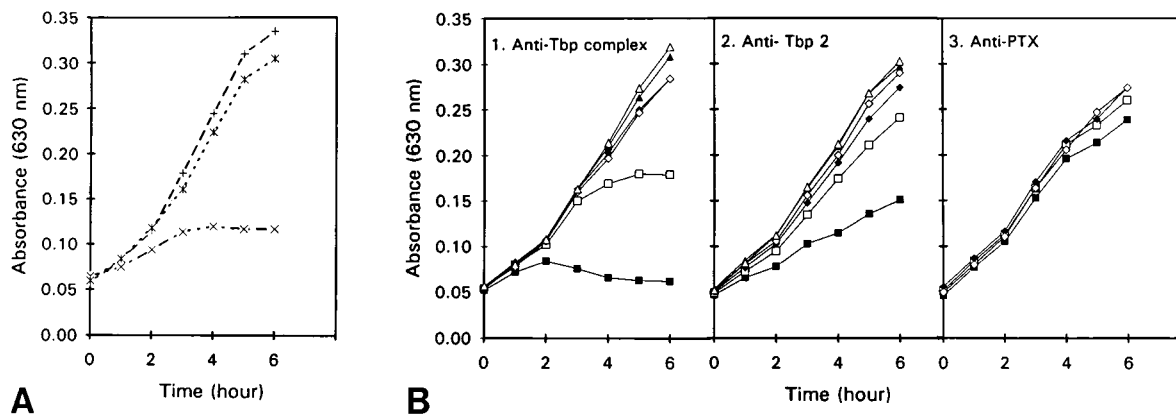 0.35
0.30
0.25
0.20
0.15
0.10
0.05
0.00
Absorbance (630 nm)
0 2 4 6
Time (hour)
A
0.35
0.30
0.25
0.20
0.15
0.10
0.05
0.00
Absorbance (630 nm)
1. Anti-Tbp complex
2. Anti- Tbp 2
3. Anti-PTX
0 2 4 6 0 2 4 6 0 2 4 6
Time (hour)
B